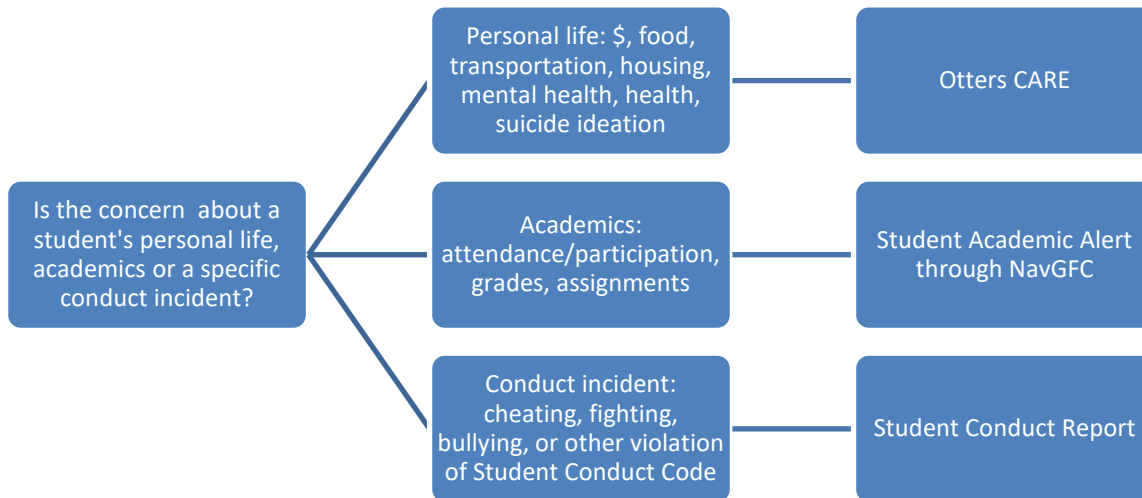 Is the concern  about a
student's personal life,
academics or a specific
conduct incident?
Personal life: $, food,
transportation, housing,
mental health, health,
suicide ideation
Otters CARE
Academics:
attendance/participation,
grades, assignments
Student Academic Alert
through NavGFC
Conduct incident:
cheating, fighting,
bullying, or other violation
of Student Conduct Code
Student Conduct Report